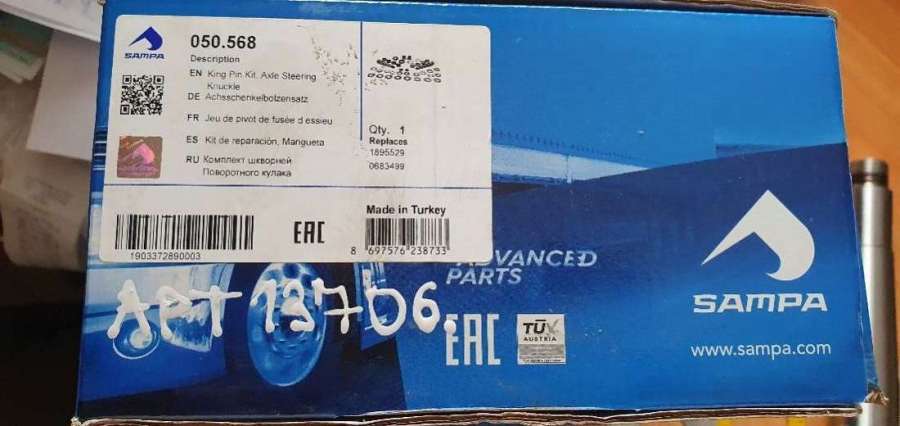 SAMPA
050.568
Description
EN King Pin Kit, Axle Steering
Knuckle
DE Achsschenkelbolzensatz
FR Jeu de pivot de fusée d essieu
ES Kit de reparación, Mangueta
RU Комплект шкворней
Поворотного кулака
Qty. 1
Replaces
1895529
0683499
Made in Turkey
1903372890003
EAC
8 697576 238733
ADVANCED
PARTS
АРТ 13706.
EAC
TÜV
AUSTRIA
SAMPA
www.sampa.com
SAMPA